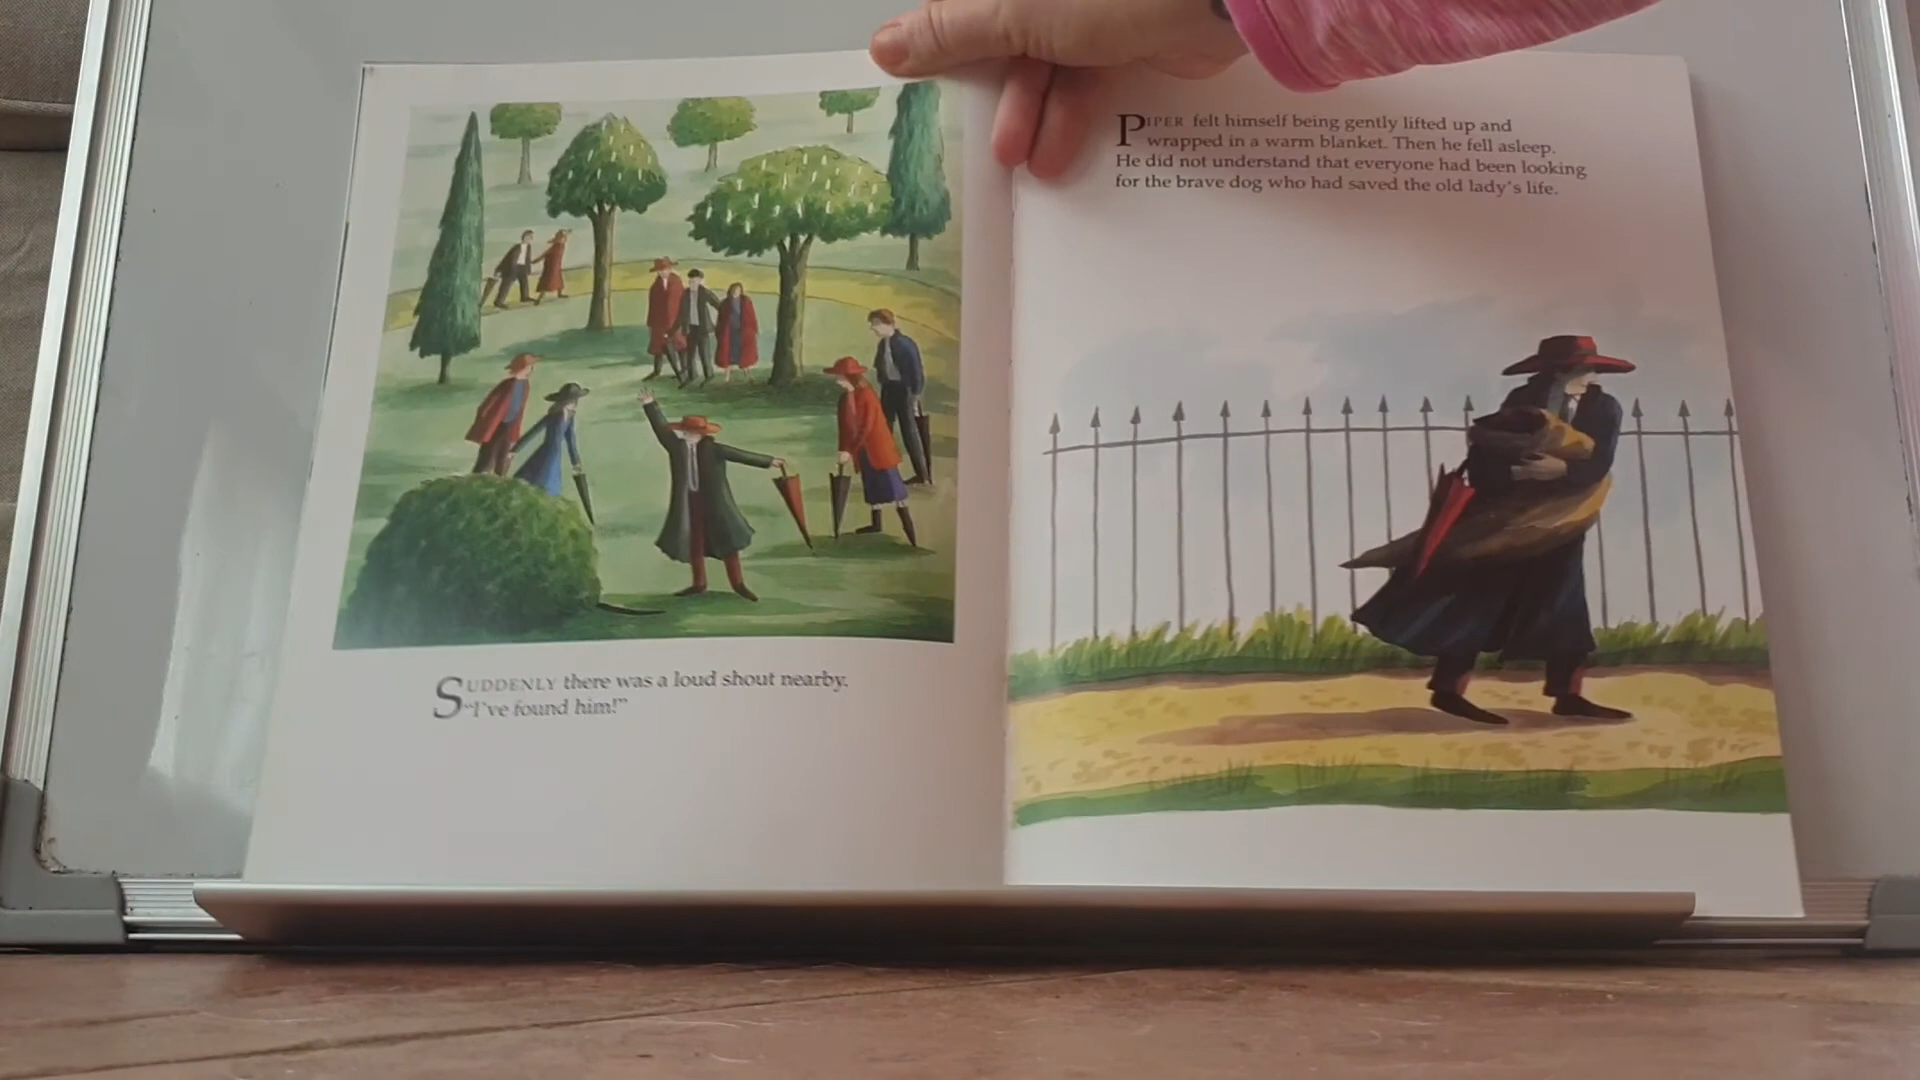 SUDDENLY there was a loud shout nearby.
"I've found him!"
PIPER felt himself being gently lifted up and
wrapped in a warm blanket. Then he fell asleep.
He did not understand that everyone had been looking
for the brave dog who had saved the old lady's life.